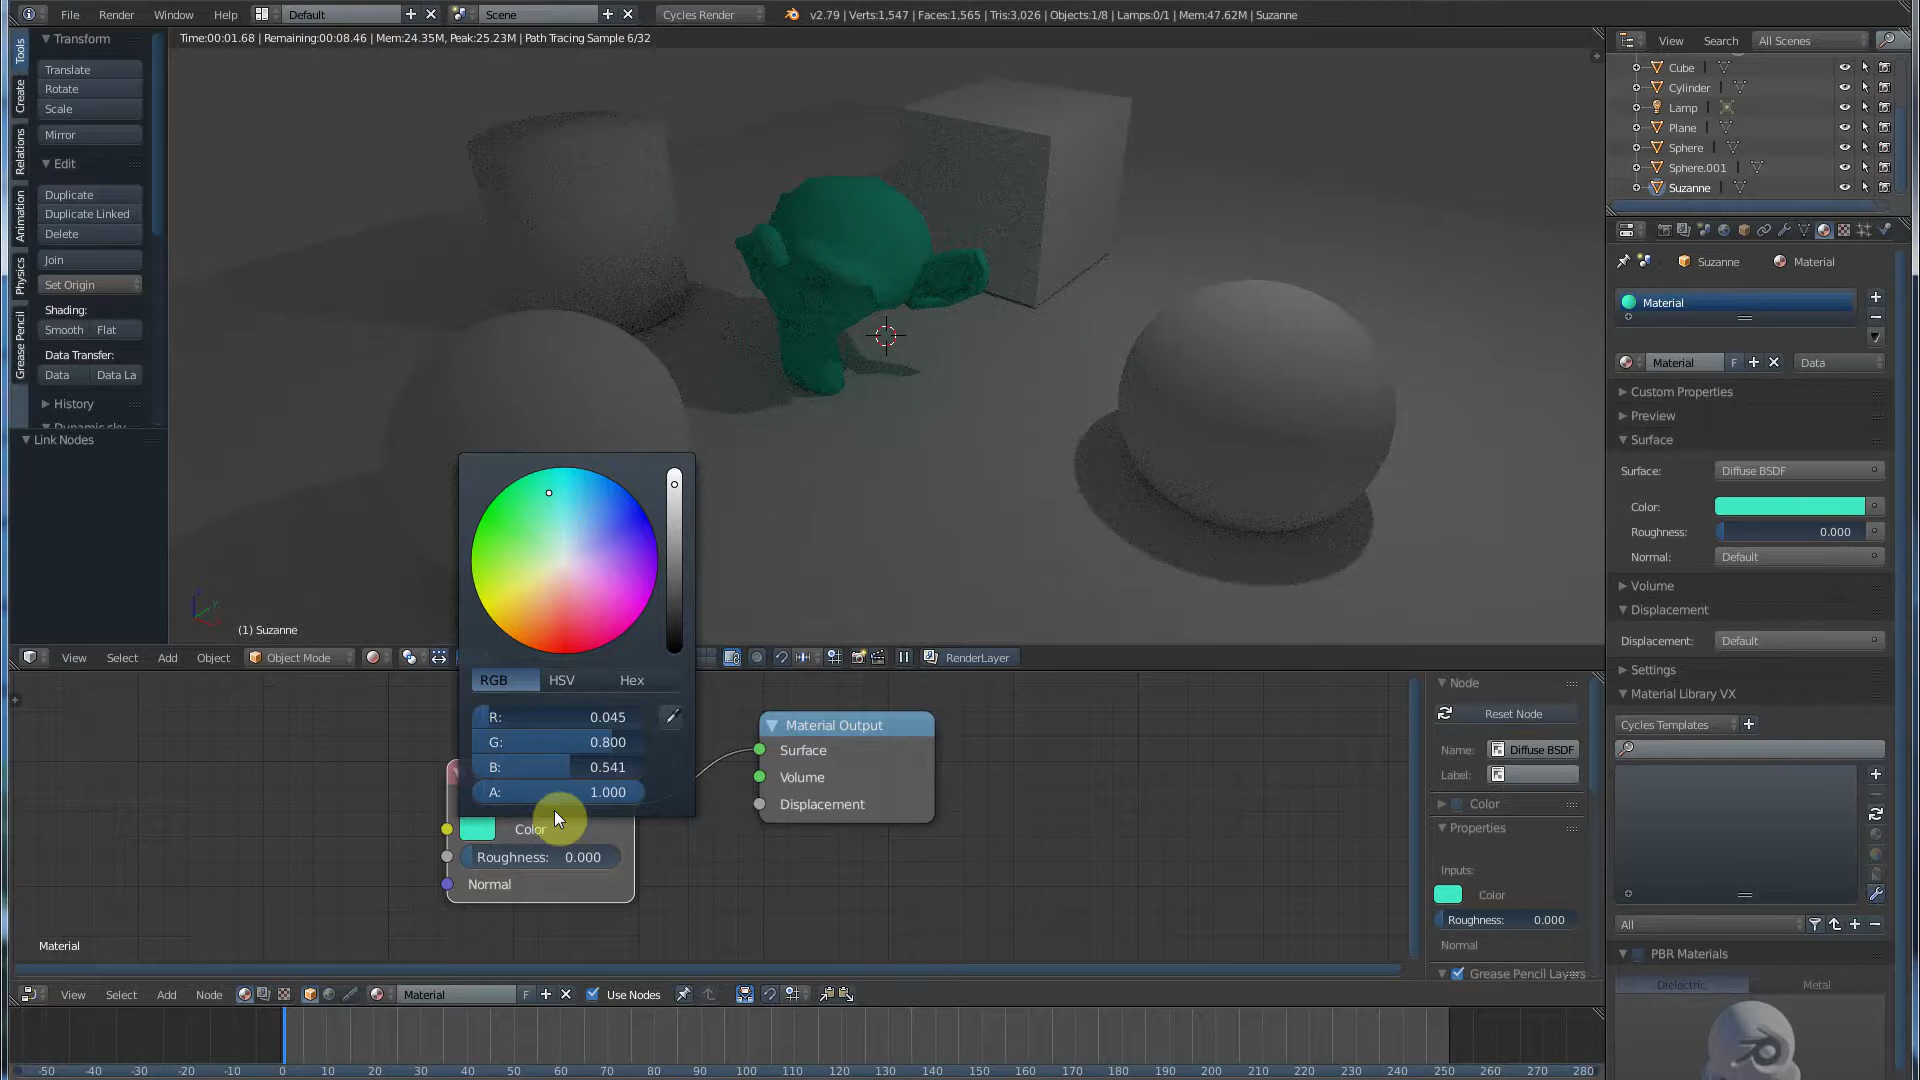 File Render Window Help Default Scene Cycles Render v2.79 | Verts:1,547 | Faces:1,565 | Tris:3,026 | Objects:1/8 | Lamps:0/1 | Mem:47.62M | Suzanne
Time:00:01.68 | Remaining:00:08.46 | Mem:24.35M, Peak:25.23M | Path Tracing Sample 6/32
Tools
Create
Relations
Animation
Physics
Grease Pencil
Transform
Translate
Rotate
Scale
Mirror
Edit
Duplicate
Duplicate Linked
Delete
Join
Set Origin
Shading:
Smooth Flat
Data Transfer:
Data Data La
History
Dynamic sky
Link Nodes
(1) Suzanne
View Select Add Object Object Mode RenderLayer
RGB HSV Hex
R: 0.045
G: 0.800
B: 0.541
A: 1.000
Color
Roughness: 0.000
Normal
Material Output
Surface
Volume
Displacement
Material
Node
Reset Node
Name: Diffuse BSDF
Label:
Color
Properties
Inputs:
Color
Roughness: 0.000
Normal
Grease Pencil Layers
View Select Add Node Material F Use Nodes
-50 -40 -30 -20 -10 0 10 20 30 40 50 60 70 80 90 100 110 120 130 140 150 160 170 180 190 200 210 220 230 240 250 260 270 280
View Search All Scenes
Cube
Cylinder
Lamp
Plane
Sphere
Sphere.001
Suzanne
Suzanne Material
Material
Material F Data
Custom Properties
Preview
Surface
Surface: Diffuse BSDF
Color:
Roughness: 0.000
Normal: Default
Volume
Displacement
Displacement: Default
Settings
Material Library VX
Cycles Templates
All
PBR Materials
Dielectric Metal